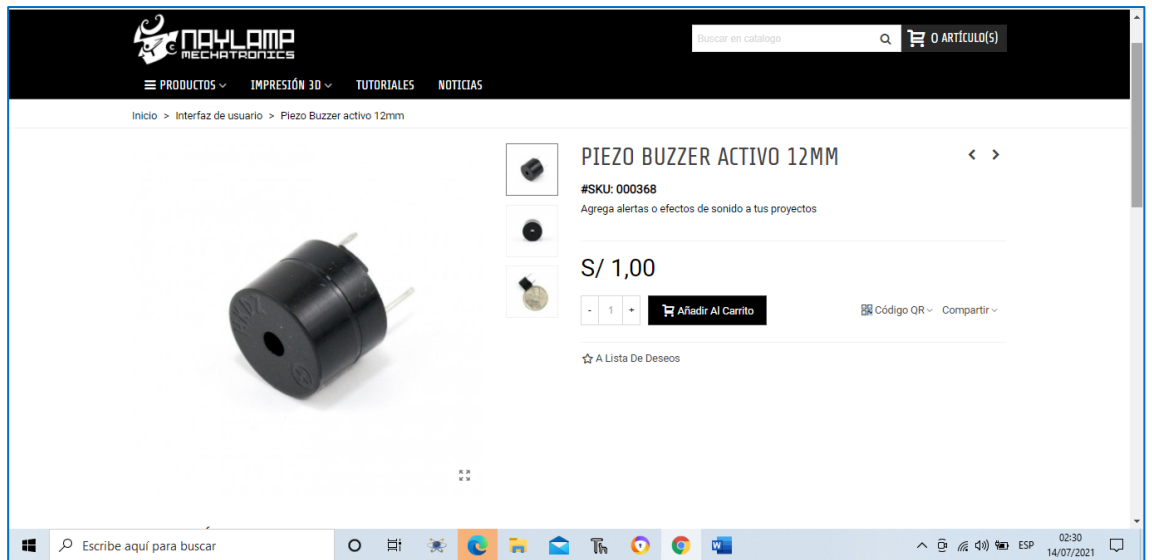 NAYLAMP
MECHATRONICS
Buscar en catalogo
0 ARTÍCULO(S)
PRODUCTOS IMPRESIÓN 3D TUTORIALES NOTICIAS
Inicio > Interfaz de usuario > Piezo Buzzer activo 12mm
PIEZO BUZZER ACTIVO 12MM
#SKU: 000368
Agrega alertas o efectos de sonido a tus proyectos
S/ 1,00
- 1 + Añadir Al Carrito Código QR Compartir
A Lista De Deseos
Escribe aquí para buscar
ESP
02:30
14/07/2021